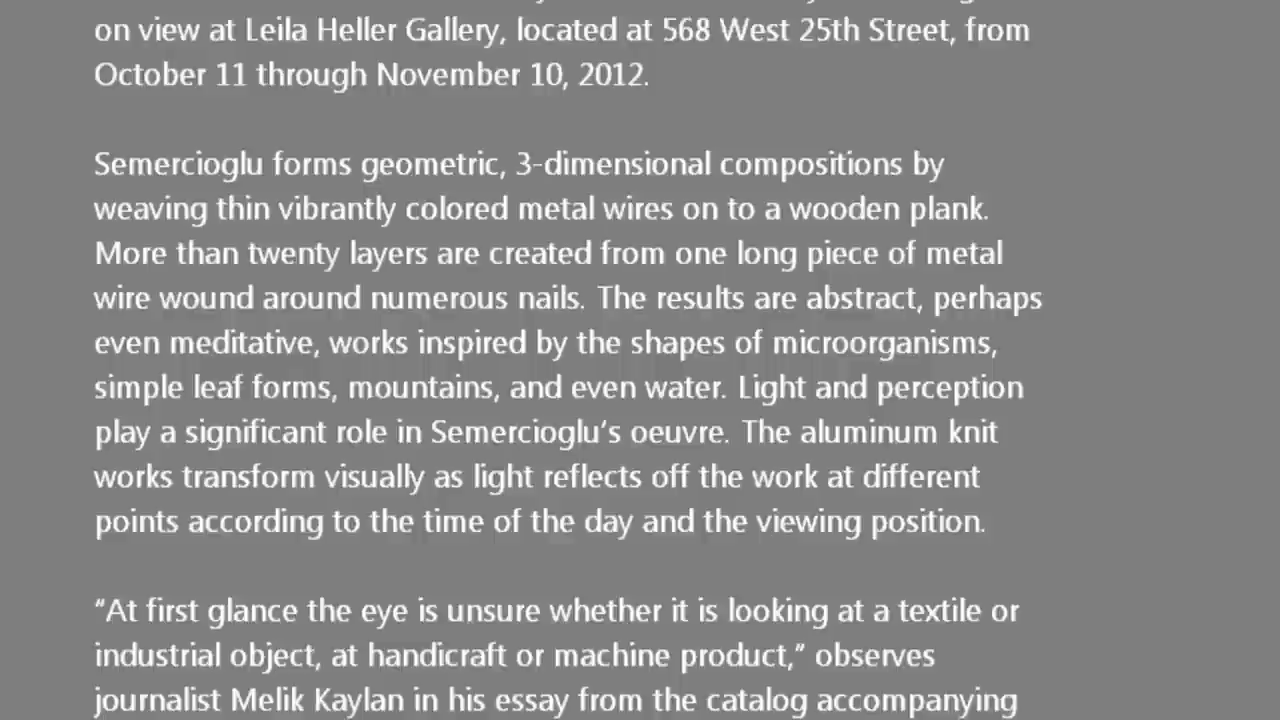 on view at Leila Heller Gallery, located at 568 West 25th Street, from
October 11 through November 10, 2012.
Semercioglu forms geometric, 3-dimensional compositions by
weaving thin vibrantly colored metal wires on to a wooden plank.
More than twenty layers are created from one long piece of metal
wire wound around numerous nails. The results are abstract, perhaps
even meditative, works inspired by the shapes of microorganisms,
simple leaf forms, mountains, and even water. Light and perception
play a significant role in Semercioglu’s oeuvre. The aluminum knit
works transform visually as light reflects off the work at different
points according to the time of the day and the viewing position.
“At first glance the eye is unsure whether it is looking at a textile or
industrial object, at handicraft or machine product,” observes
journalist Melik Kaylan in his essay from the catalog accompanying